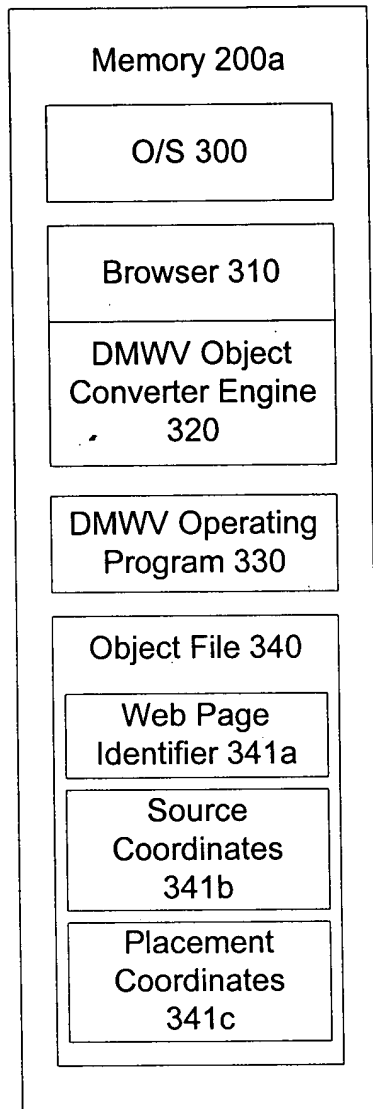 Memory 200a
O/S 300
Browser 310
DMWV Object
Converter Engine
320
DMWV Operating
Program 330
Object File 340
Web Page
Identifier 341a
Source
Coordinates
341b
Placement
Coordinates
341c